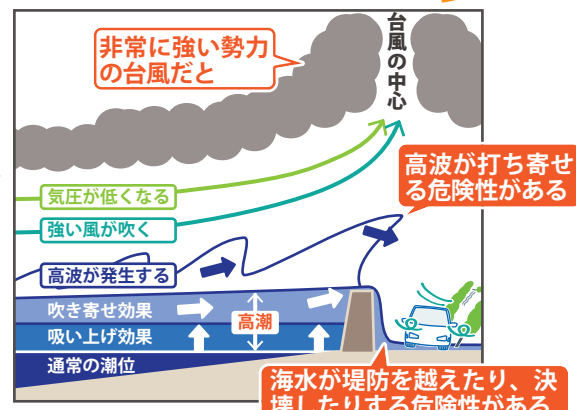 非常に強い勢力
の台風だと
台風の中心
高波が打ち寄せ
る危険性がある
気圧が低くなる
強い風が吹く
高波が発生する
吹き寄せ効果
高潮
吸い上げ効果
通常の潮位
海水が堤防を越えたり、決
壊したりする危険性がある